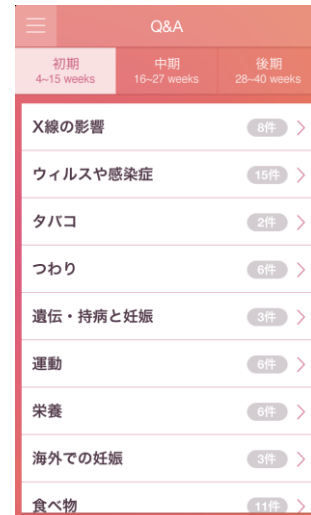 Q&A
初期 中期 後期
4~15 weeks 16~27 weeks 28~40 weeks
X線の影響 8件
ウィルスや感染症 15件
タバコ 2件
つわり 6件
遺伝・持病と妊娠 3件
運動 6件
栄養 6件
海外での妊娠 3件
食べ物 11件